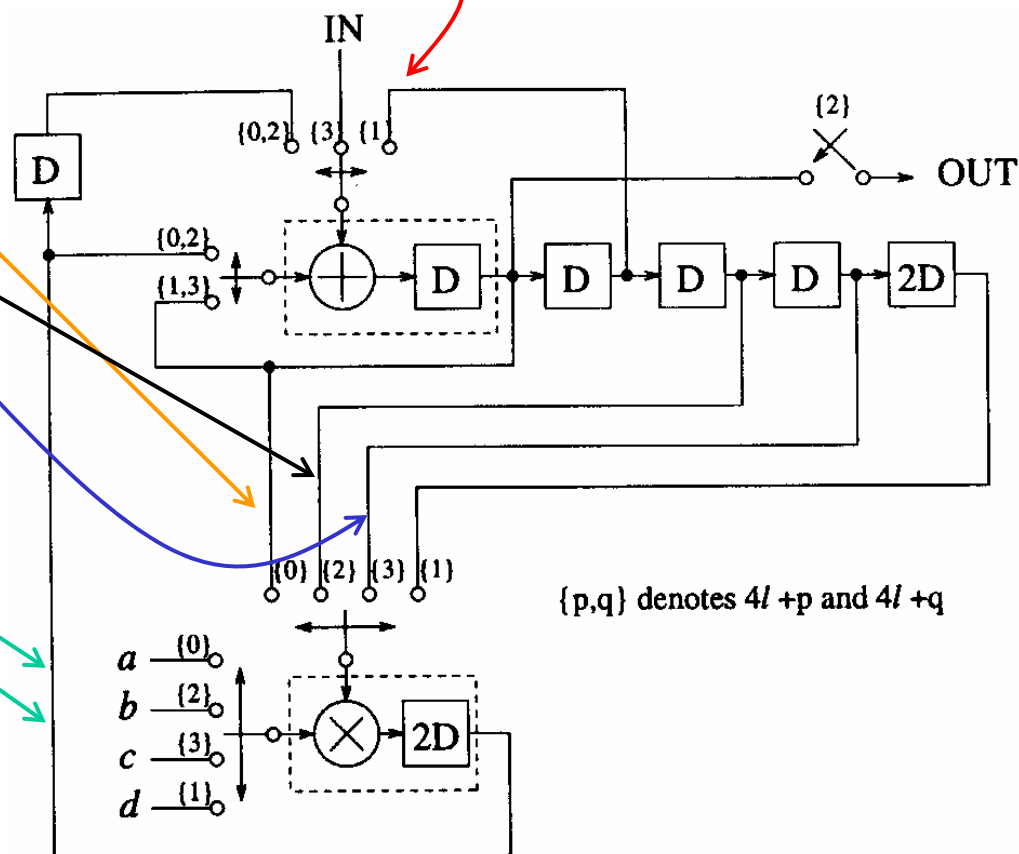 IN
{0,2} {3} {1}
{2}
D
OUT
{0,2}
{1,3}
D D D D 2D
{0} {2} {3} {1}
{p,q} denotes 4l +p and 4l +q
a {0}
b {2}
c {3}
d {1}
2D